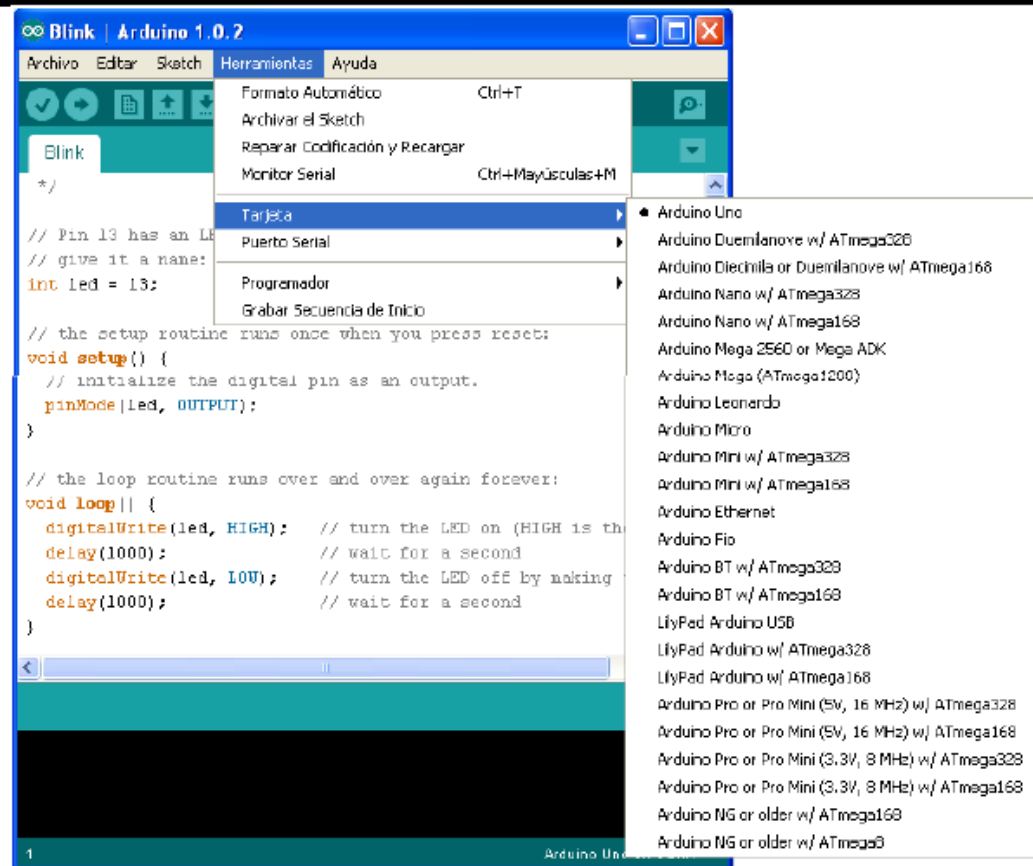 Blink | Arduino 1.0.2
Archivo Editar Sketch Herramientas Ayuda
Formato Automático Ctrl+T
Archivar el Sketch
Reparar Codificación y Recargar
Monitor Serial Ctrl+Mayúsculas+M
Tarjeta
Puerto Serial
Programador
Grabar Secuencia de Inicio
Blink
*/
// Pin 13 has an
// give it a name:
int led = 13;
// the setup routine runs once when you press reset:
void setup() {
// initialize the digital pin as an output.
pinMode(led, OUTPUT);
}
// the loop routine runs over and over again forever:
void loop() {
digitalWrite(led, HIGH); // turn the LED on (HIGH is
delay(1000); // wait for a second
digitalWrite(led, LOW); // turn the LED off by making
delay(1000); // wait for a second
}
1
Arduino
Arduino Uno
Arduino Duemilanove w/ ATmega328
Arduino Diecimila or Duemilanove w/ ATmega168
Arduino Nano w/ ATmega328
Arduino Nano w/ ATmega168
Arduino Mega 2560 or Mega ADK
Arduino Mega (ATmega1280)
Arduino Leonardo
Arduino Micro
Arduino Mini w/ ATmega328
Arduino Mini w/ ATmega168
Arduino Ethernet
Arduino Fio
Arduino BT w/ ATmega328
Arduino BT w/ ATmega168
LilyPad Arduino USB
LilyPad Arduino w/ ATmega328
LilyPad Arduino w/ ATmega168
Arduino Pro or Pro Mini (5V, 16 MHz) w/ ATmega328
Arduino Pro or Pro Mini (5V, 16 MHz) w/ ATmega168
Arduino Pro or Pro Mini (3.3V, 8 MHz) w/ ATmega328
Arduino Pro or Pro Mini (3.3V, 8 MHz) w/ ATmega168
Arduino NG or older w/ ATmega168
Arduino NG or older w/ ATmega8